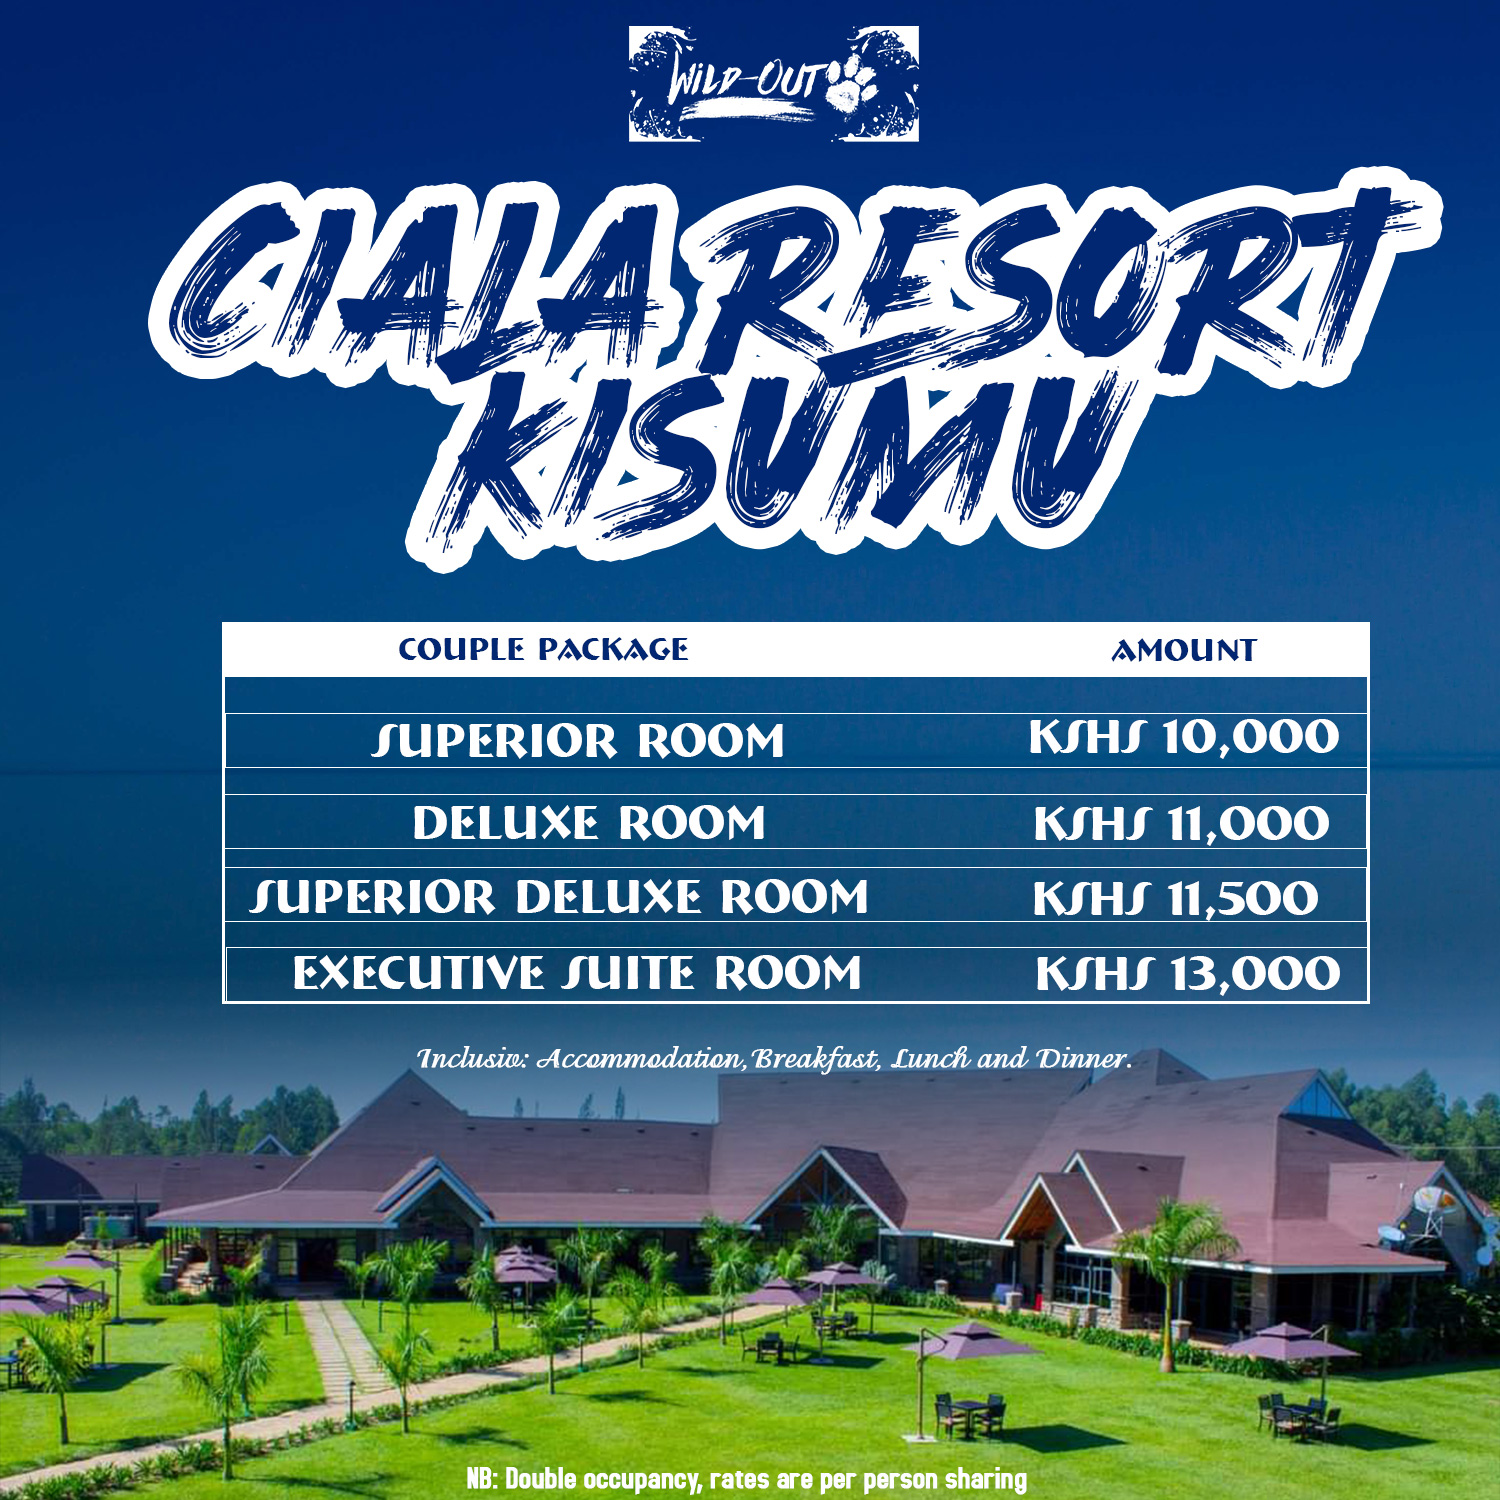 WILD-OUT
CIALA RESORT
KISUMU
COUPLE PACKAGE AMOUNT
SUPERIOR ROOM KSHS 10,000
DELUXE ROOM KSHS 11,000
SUPERIOR DELUXE ROOM KSHS 11,500
EXECUTIVE SUITE ROOM KSHS 13,000
Inclusiv: Accommodation,Breakfast, Lunch and Dinner.
NB: Double occupancy, rates are per person sharing